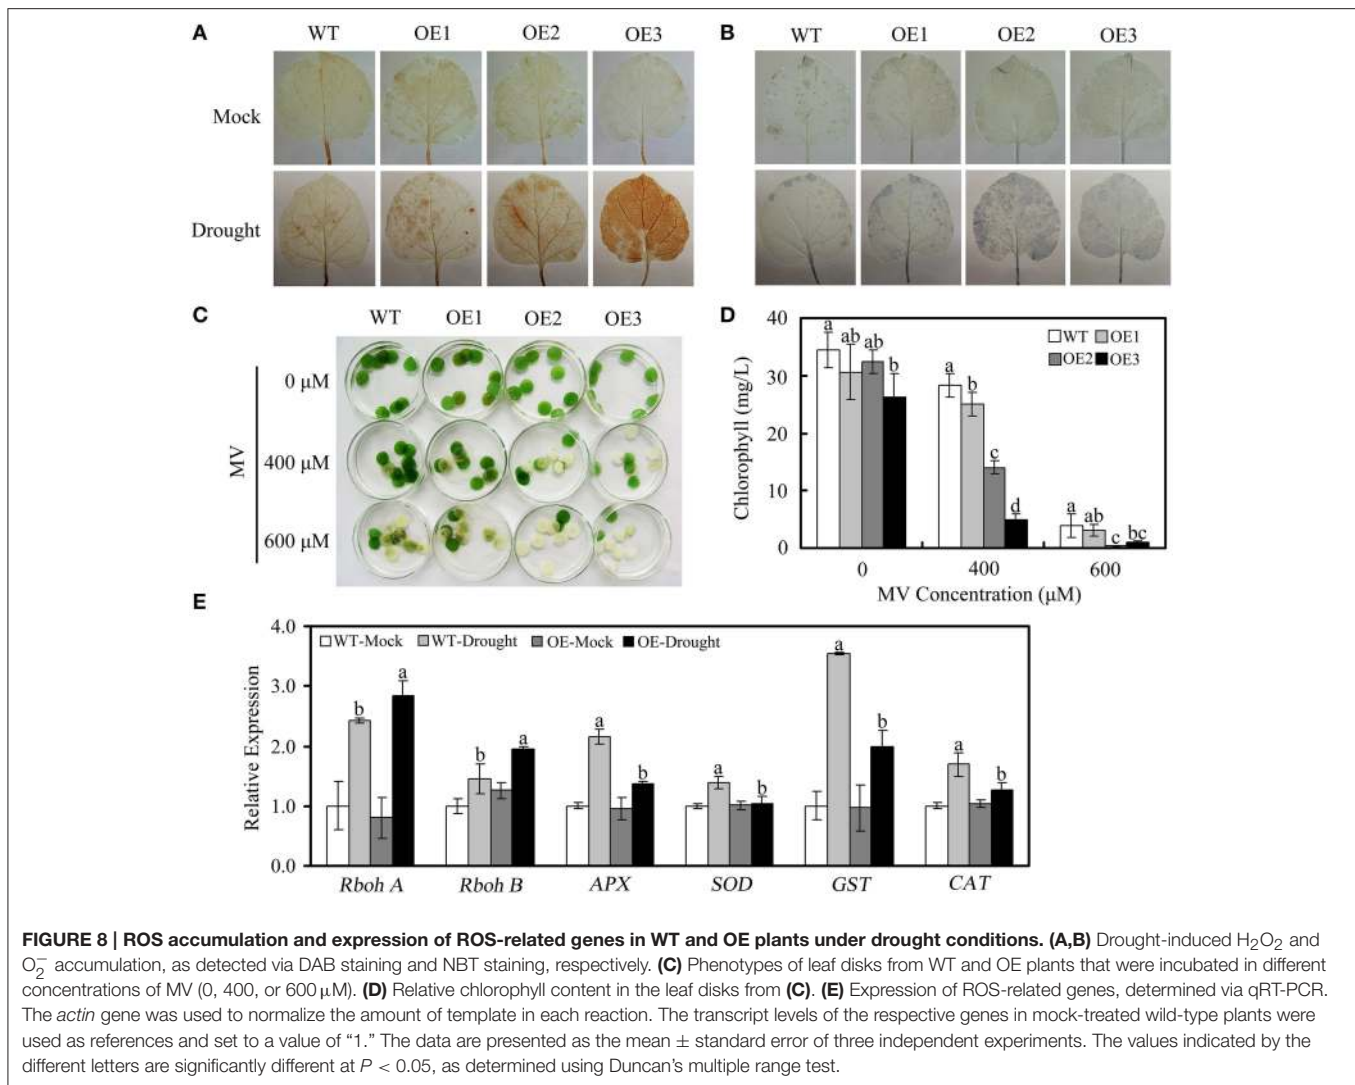 A
WT OE1 OE2 OE3
B
WT OE1 OE2 OE3
Mock
Drought
C
WT OE1 OE2 OE3
MV
0 µM
400 µM
600 µM
D
Chlorophyll (mg/L)
40
30
20
10
0
WT OE1
OE2 OE3
a ab ab b
a b c d
a ab c bc
0 400 600
MV Concentration (µM)
E
Relative Expression
4.0
3.0
2.0
1.0
0.0
WT-Mock WT-Drought OE-Mock OE-Drought
b a b a a b a b a b a b
Rboh A Rboh B APX SOD GST CAT
FIGURE 8 | ROS accumulation and expression of ROS-related genes in WT and OE plants under drought conditions. (A,B) Drought-induced H₂O₂ and
O₂⁻ accumulation, as detected via DAB staining and NBT staining, respectively. (C) Phenotypes of leaf disks from WT and OE plants that were incubated in different
concentrations of MV (0, 400, or 600 µM). (D) Relative chlorophyll content in the leaf disks from (C). (E) Expression of ROS-related genes, determined via qRT-PCR.
The actin gene was used to normalize the amount of template in each reaction. The transcript levels of the respective genes in mock-treated wild-type plants were
used as references and set to a value of “1.” The data are presented as the mean ± standard error of three independent experiments. The values indicated by the
different letters are significantly different at P < 0.05, as determined using Duncan’s multiple range test.